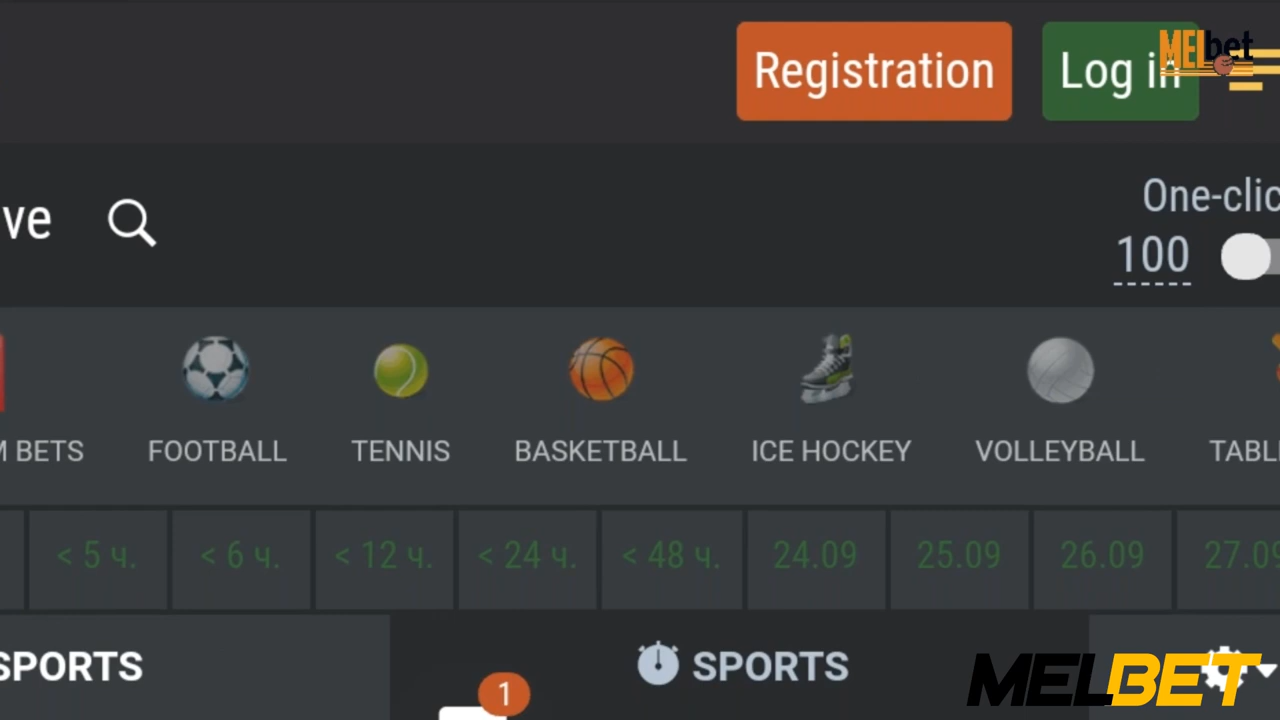 Registration
Log in
MElbet
ve
One-clic
100
M BETS
FOOTBALL
TENNIS
BASKETBALL
ICE HOCKEY
VOLLEYBALL
TABL
< 5 ч.
< 6 ч.
< 12 ч.
< 24 ч.
< 48 ч.
24.09
25.09
26.09
27.09
SPORTS
SPORTS
1
MELBET